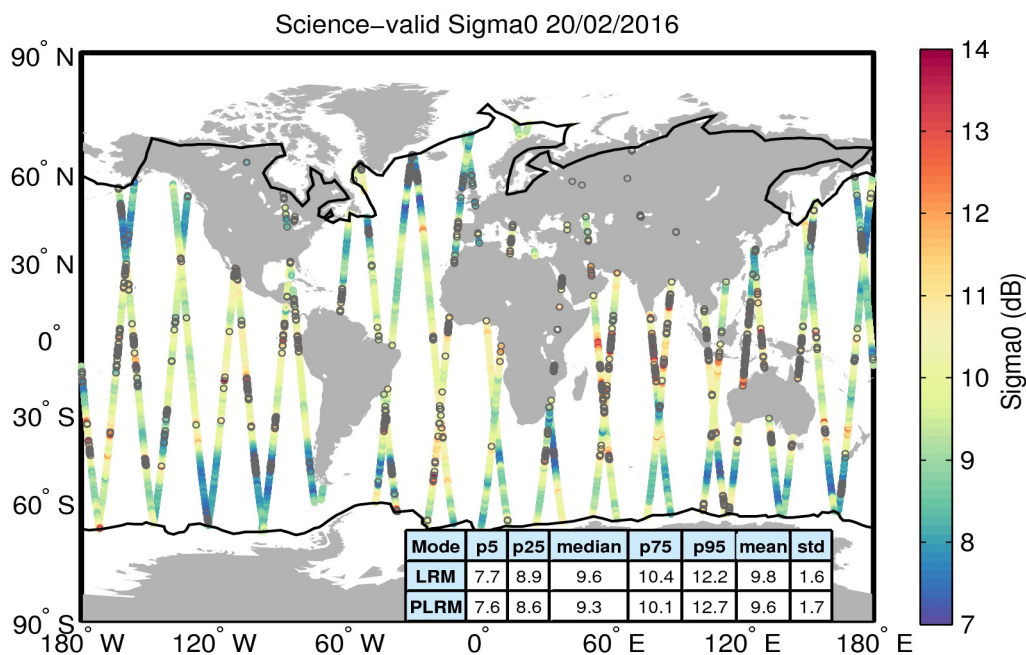 Science−valid Sigma0 20/02/2016
90° N
60° N
30° N
0°
30° S
60° S
90° S
180° W
120° W
60° W
0°
60° E
120° E
180° E
14
13
12
11
10
9
8
7
Sigma0 (dB)
Mode p5 p25 median p75 p95 mean std
LRM 7.7 8.9 9.6 10.4 12.2 9.8 1.6
PLRM 7.6 8.6 9.3 10.1 12.7 9.6 1.7